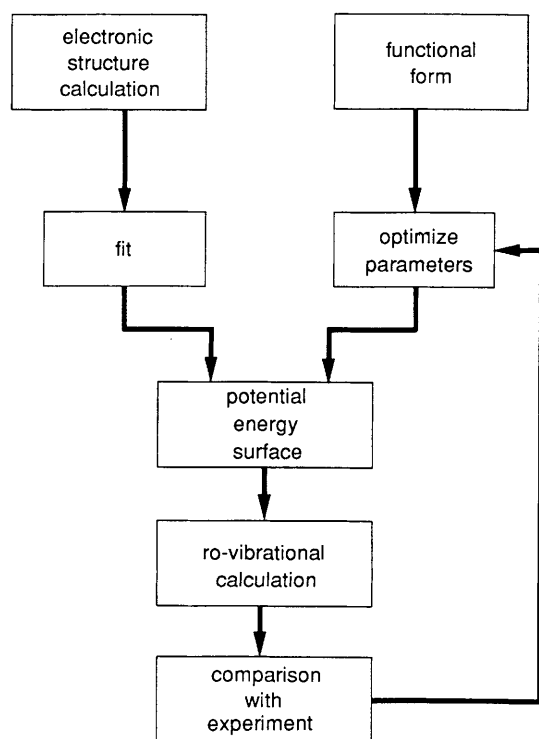 electronic
structure
calculation
functional
form
fit
optimize
parameters
potential
energy
surface
ro-vibrational
calculation
comparison
with
experiment